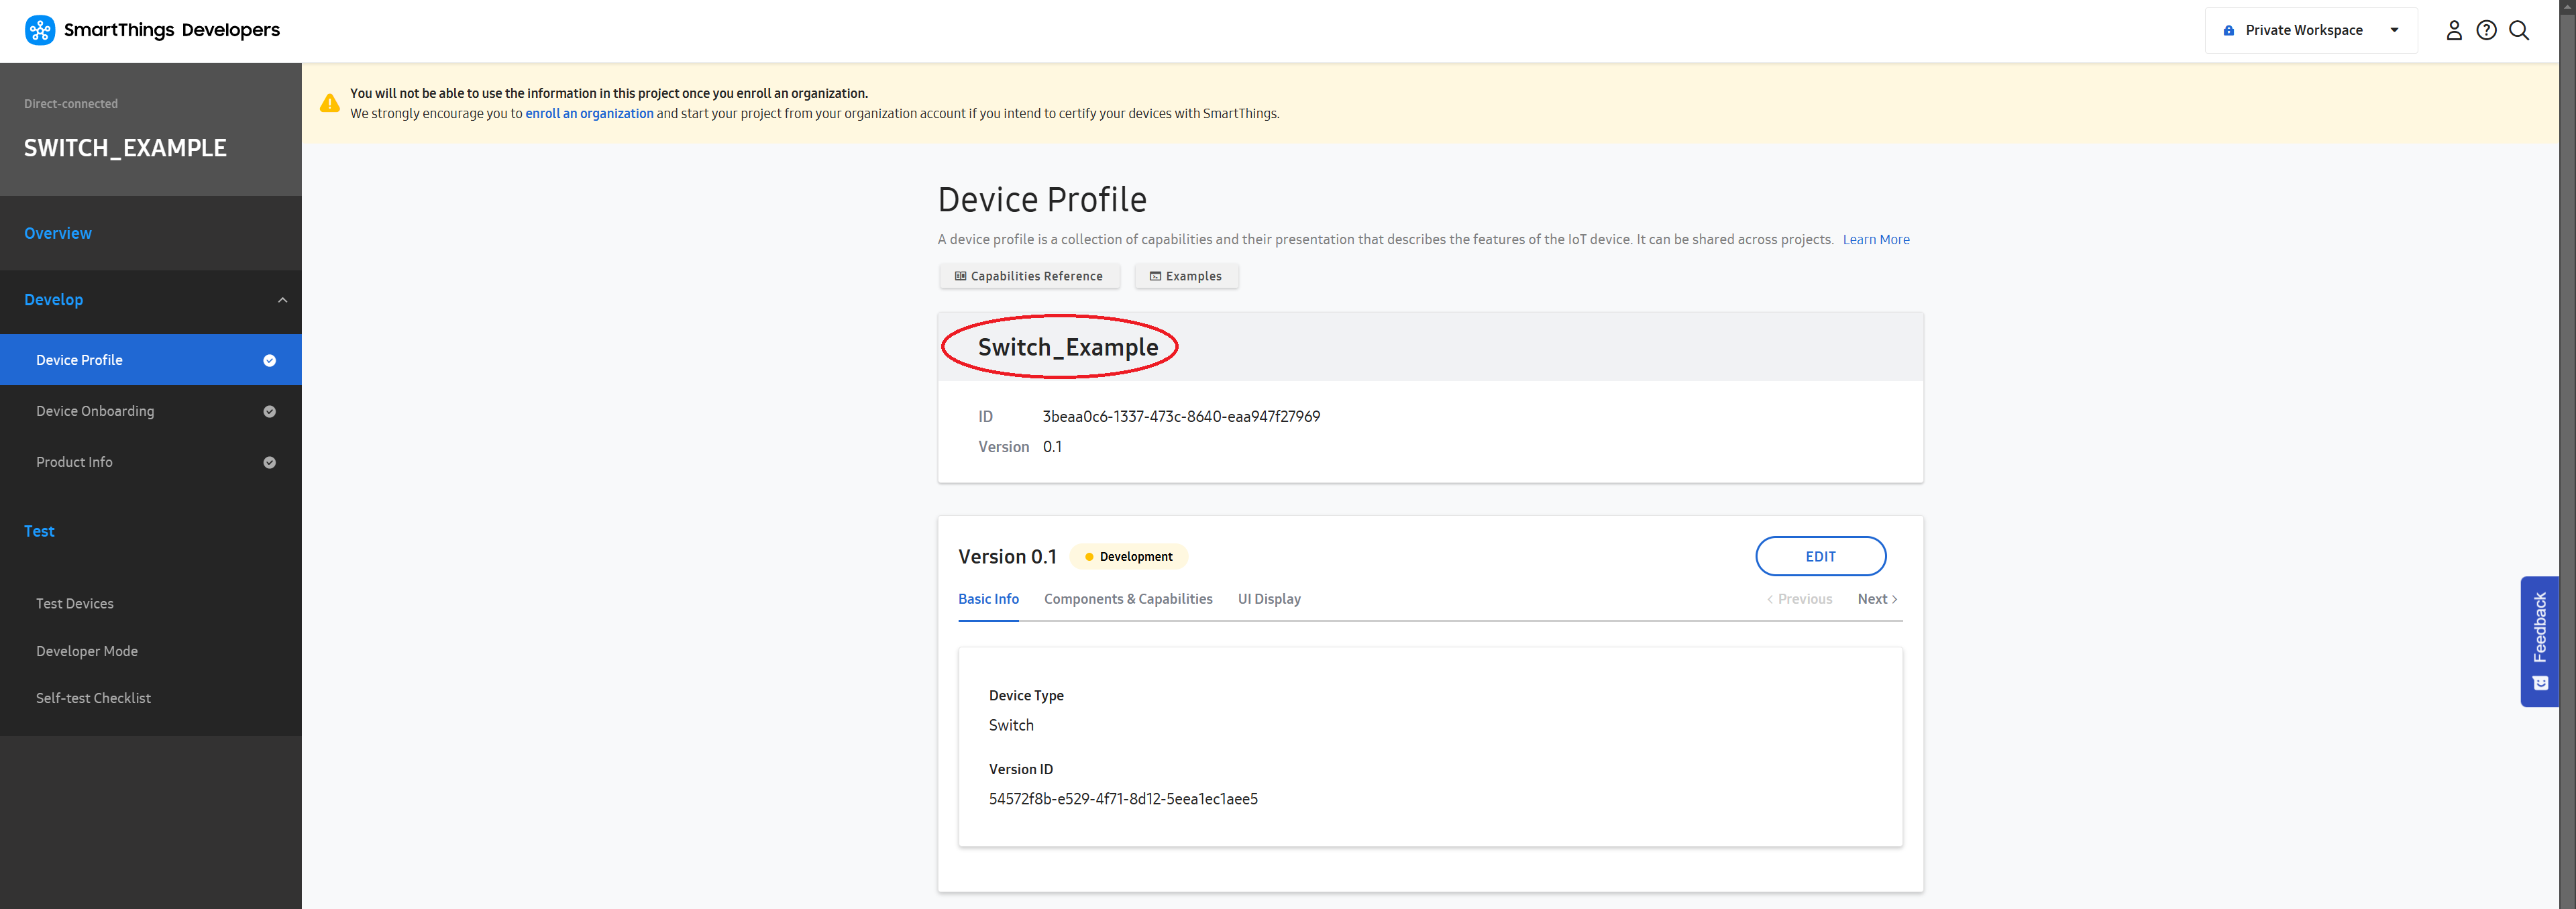 SmartThings Developers
Private Workspace
Direct-connected
SWITCH_EXAMPLE
Overview
Develop
Device Profile
Device Onboarding
Product Info
Test
Test Devices
Developer Mode
Self-test Checklist
You will not be able to use the information in this project once you enroll an organization.
We strongly encourage you to enroll an organization and start your project from your organization account if you intend to certify your devices with SmartThings.
Device Profile
A device profile is a collection of capabilities and their presentation that describes the features of the IoT device. It can be shared across projects. Learn More
Capabilities Reference Examples
Switch_Example
ID 3beaa0c6-1337-473c-8640-eaa947f27969
Version 0.1
Version 0.1 Development EDIT
Basic Info Components & Capabilities UI Display < Previous Next >
Device Type
Switch
Version ID
54572f8b-e529-4f71-8d12-5eea1ec1aee5
Feedback